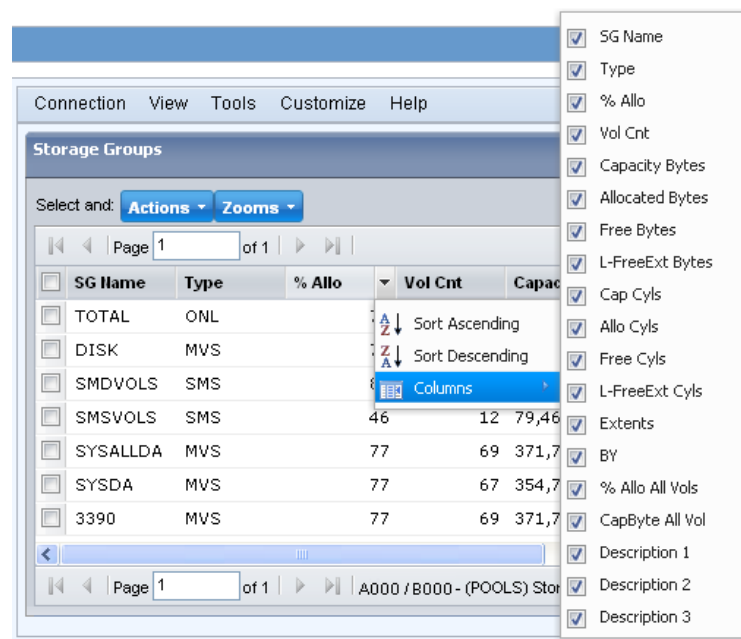 Connection View Tools Customize Help
Storage Groups
Select and: Actions Zooms
Page 1 of 1
SG Name Type % Allo Vol Cnt Capac
TOTAL ONL
DISK MVS
SMDVOLS SMS
SMSVOLS SMS 46 12 79,46
SYSALLDA MVS 77 69 371,7
SYSDA MVS 77 67 354,7
3390 MVS 77 69 371,7
Page 1 of 1 A000 / B000 - (POOLS) Stor
Sort Ascending
Sort Descending
Columns
SG Name
Type
% Allo
Vol Cnt
Capacity Bytes
Allocated Bytes
Free Bytes
L-FreeExt Bytes
Cap Cyls
Allo Cyls
Free Cyls
L-FreeExt Cyls
Extents
BY
% Allo All Vols
CapByte All Vol
Description 1
Description 2
Description 3